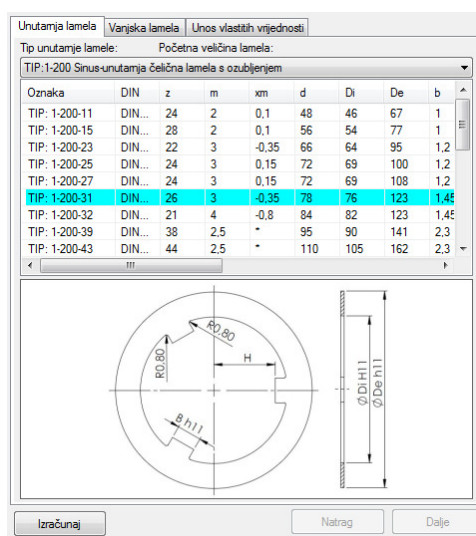 Unutarnja lamela Vanjska lamela Unos vlastitih vrijednosti
Tip unutarnje lamele: Početna veličina lamela:
TIP:1-200 Sinus-unutarnja čelična lamela s ozubljenjem
Oznaka DIN z m xm d Di De b
TIP: 1-200-11 DIN... 24 2 0,1 48 46 67 1
TIP: 1-200-15 DIN... 28 2 0,1 56 54 77 1
TIP: 1-200-23 DIN... 22 3 -0,35 66 64 95 1,2
TIP: 1-200-25 DIN... 24 3 0,15 72 69 100 1,2
TIP: 1-200-27 DIN... 24 3 0,15 72 69 108 1,2
TIP: 1-200-31 DIN... 26 3 -0,35 78 76 123 1,45
TIP: 1-200-32 DIN... 21 4 -0,8 84 82 123 1,45
TIP: 1-200-39 DIN... 38 2,5 - 95 90 141 2,3
TIP: 1-200-43 DIN... 44 2,5 - 110 105 162 2,3
R0,80
R0,80
H
B h11
ØDi H11
ØDe h11
Izračunaj Natrag Dalje